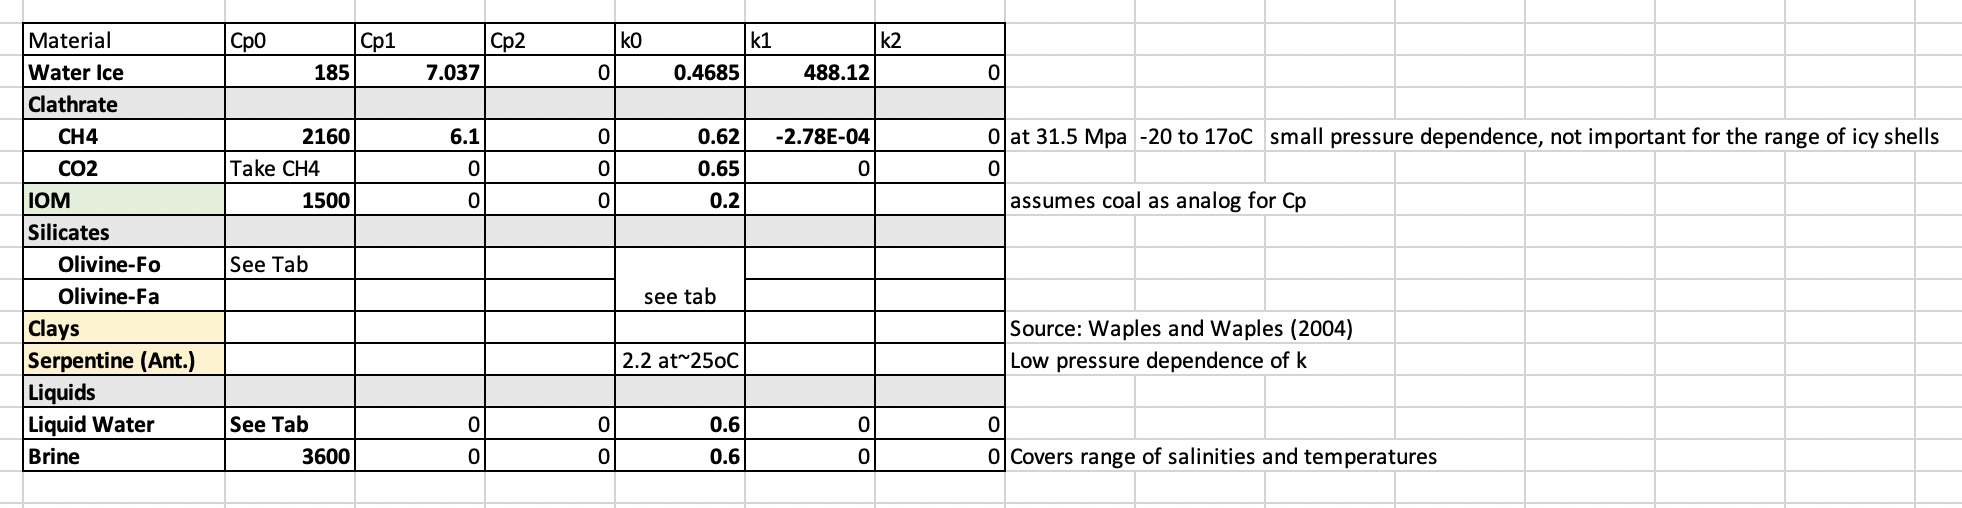 Material Cp0 Cp1 Cp2 k0 k1 k2
Water Ice 185 7.037 0 0.4685 488.12 0
Clathrate
CH4 2160 6.1 0 0.62 -2.78E-04 0 at 31.5 Mpa -20 to 17oC small pressure dependence, not important for the range of icy shells
CO2 Take CH4 0 0 0.65 0 0
IOM 1500 0 0 0.2 assumes coal as analog for Cp
Silicates
Olivine-Fo See Tab
Olivine-Fa see tab
Clays Source: Waples and Waples (2004)
Serpentine (Ant.) 2.2 at~25oC Low pressure dependence of k
Liquids
Liquid Water See Tab 0 0 0.6 0 0
Brine 3600 0 0 0.6 0 0 Covers range of salinities and temperatures